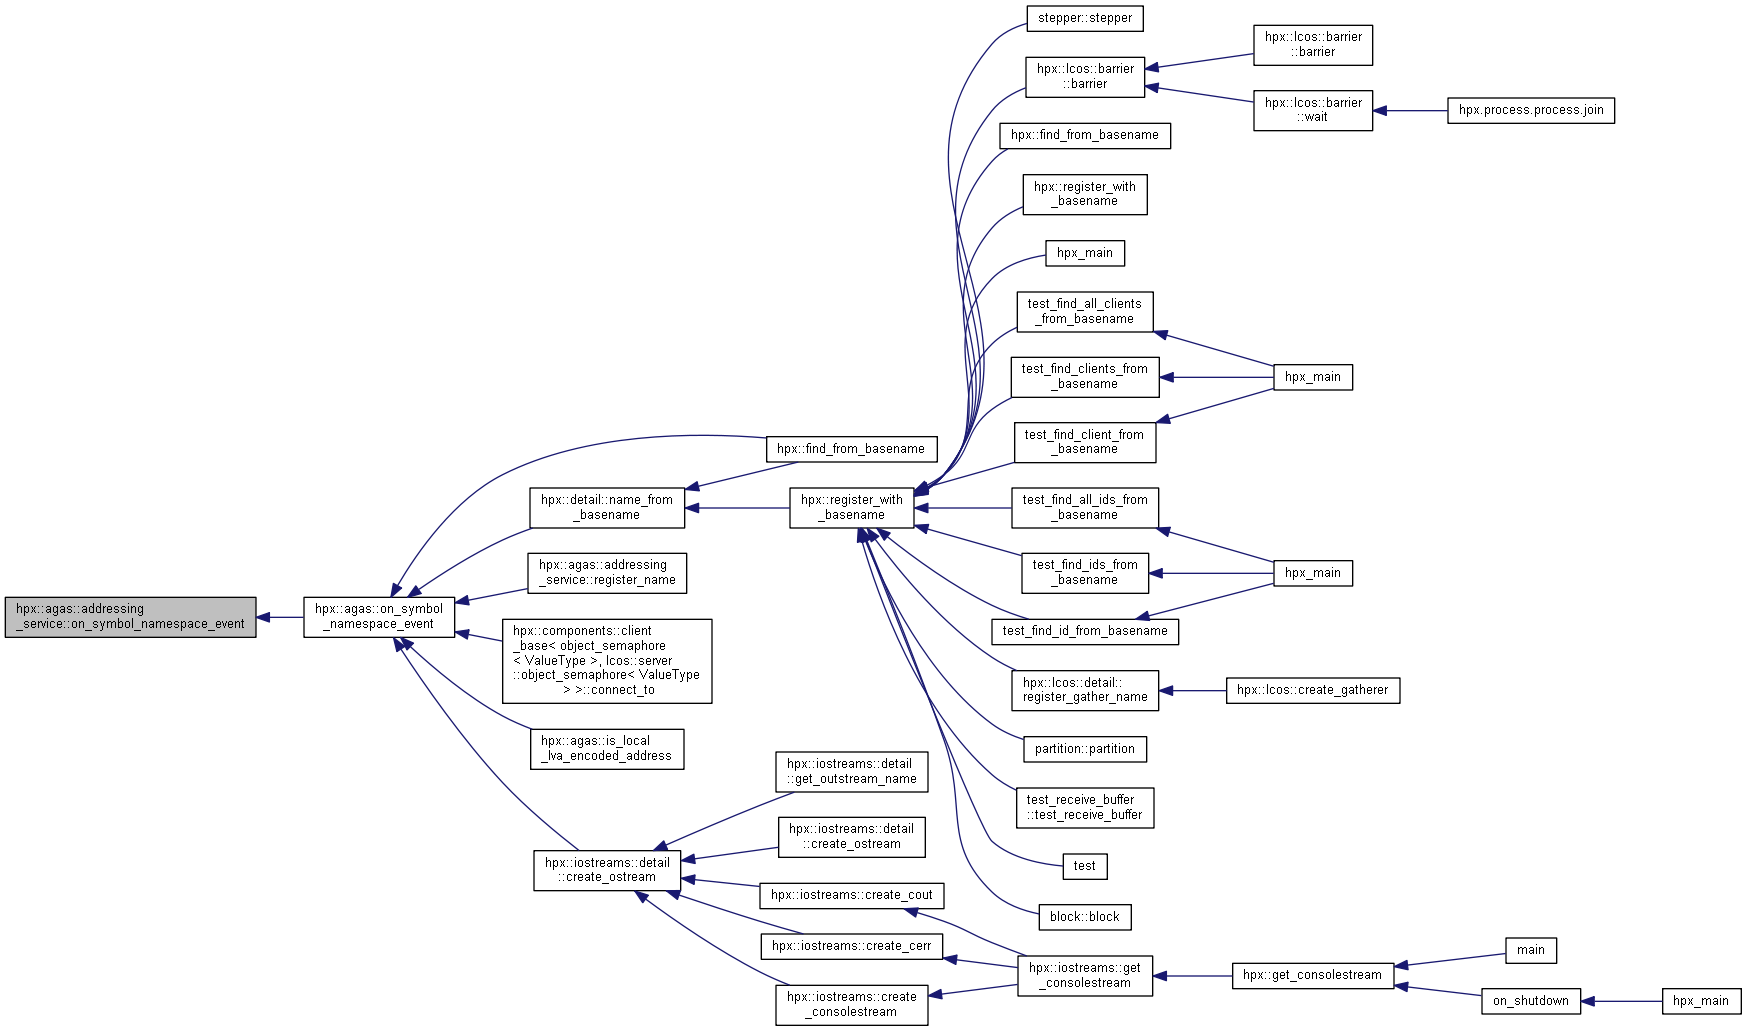 hpx::agas::addressing
_service::on_symbol_namespace_event
hpx::agas::on_symbol
_namespace_event
hpx::find_from_basename
hpx::detail::name_from
_basename
hpx::agas::addressing
_service::register_name
hpx::components::client
_base< object_semaphore
< ValueType >, lcos::server
::object_semaphore< ValueType
> >::connect_to
hpx::agas::is_local
_lva_encoded_address
hpx::iostreams::detail
::create_ostream
hpx::register_with
_basename
hpx::iostreams::detail
::get_outstream_name
hpx::iostreams::detail
::create_ostream
hpx::iostreams::create_cout
hpx::iostreams::create_cerr
hpx::iostreams::create
_consolestream
stepper::stepper
hpx::lcos::barrier
::barrier
hpx::find_from_basename
hpx::register_with
_basename
hpx_main
test_find_all_clients
_from_basename
test_find_clients_from
_basename
test_find_client_from
_basename
test_find_all_ids_from
_basename
test_find_ids_from
_basename
test_find_id_from_basename
hpx::lcos::detail::
register_gather_name
partition::partition
test_receive_buffer
::test_receive_buffer
test
block::block
hpx::iostreams::get
_consolestream
hpx::lcos::barrier
::barrier
hpx::lcos::barrier
::wait
hpx.process.process.join
hpx_main
hpx_main
hpx::lcos::create_gatherer
hpx::get_consolestream
main
on_shutdown
hpx_main